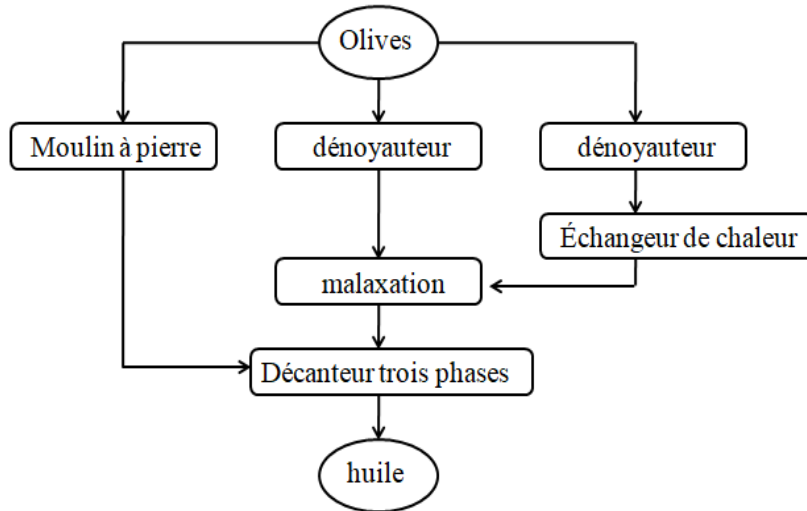 Olives
Moulin à pierre
dénoyauteur
dénoyauteur
Échangeur de chaleur
malaxation
Décanteur trois phases
huile